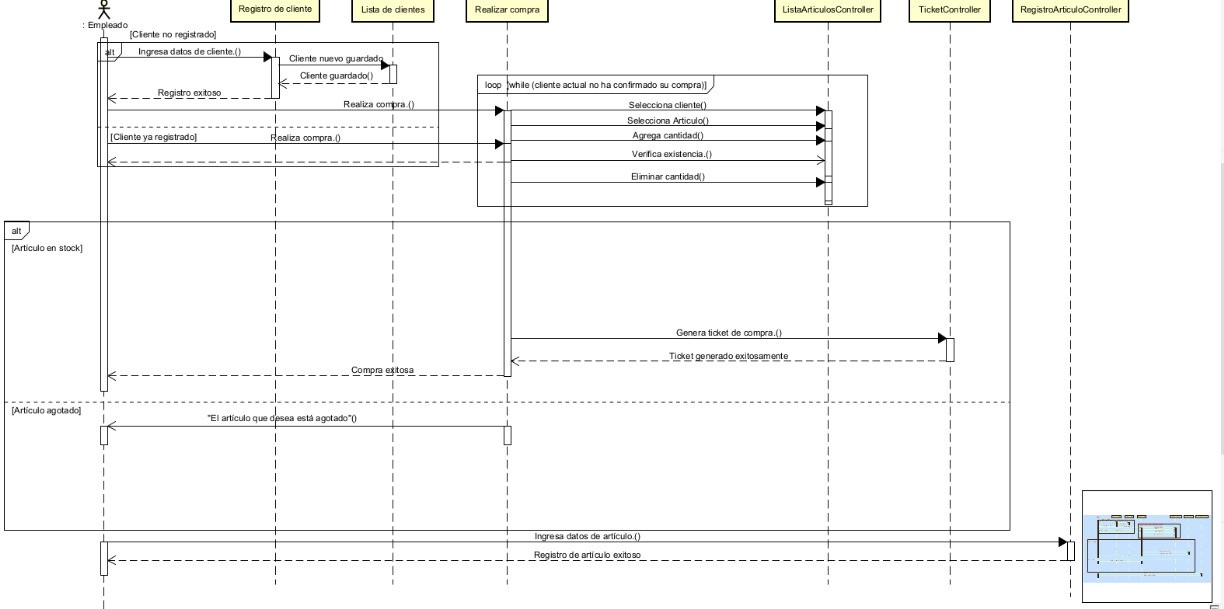 Registro de cliente
Lista de clientes
Realizar compra
ListaArticulosController
TicketController
RegistroArticuloController
: Empleado
[Cliente no registrado]
alt
Ingresa datos de cliente.()
Cliente nuevo guardado
Cliente guardado()
Registro exitoso
loop
[while (cliente actual no ha confirmado su compra)]
Realiza compra.()
Selecciona cliente()
Selecciona Articulo()
[Cliente ya registrado]
Realiza compra.()
Agrega cantidad()
Verifica existencia.()
Eliminar cantidad()
alt
[Artículo en stock]
Genera ticket de compra.()
Ticket generado exitosamente
Compra exitosa
[Artículo agotado]
"El artículo que desea está agotado"()
Ingresa datos de artículo.()
Registro de artículo exitoso